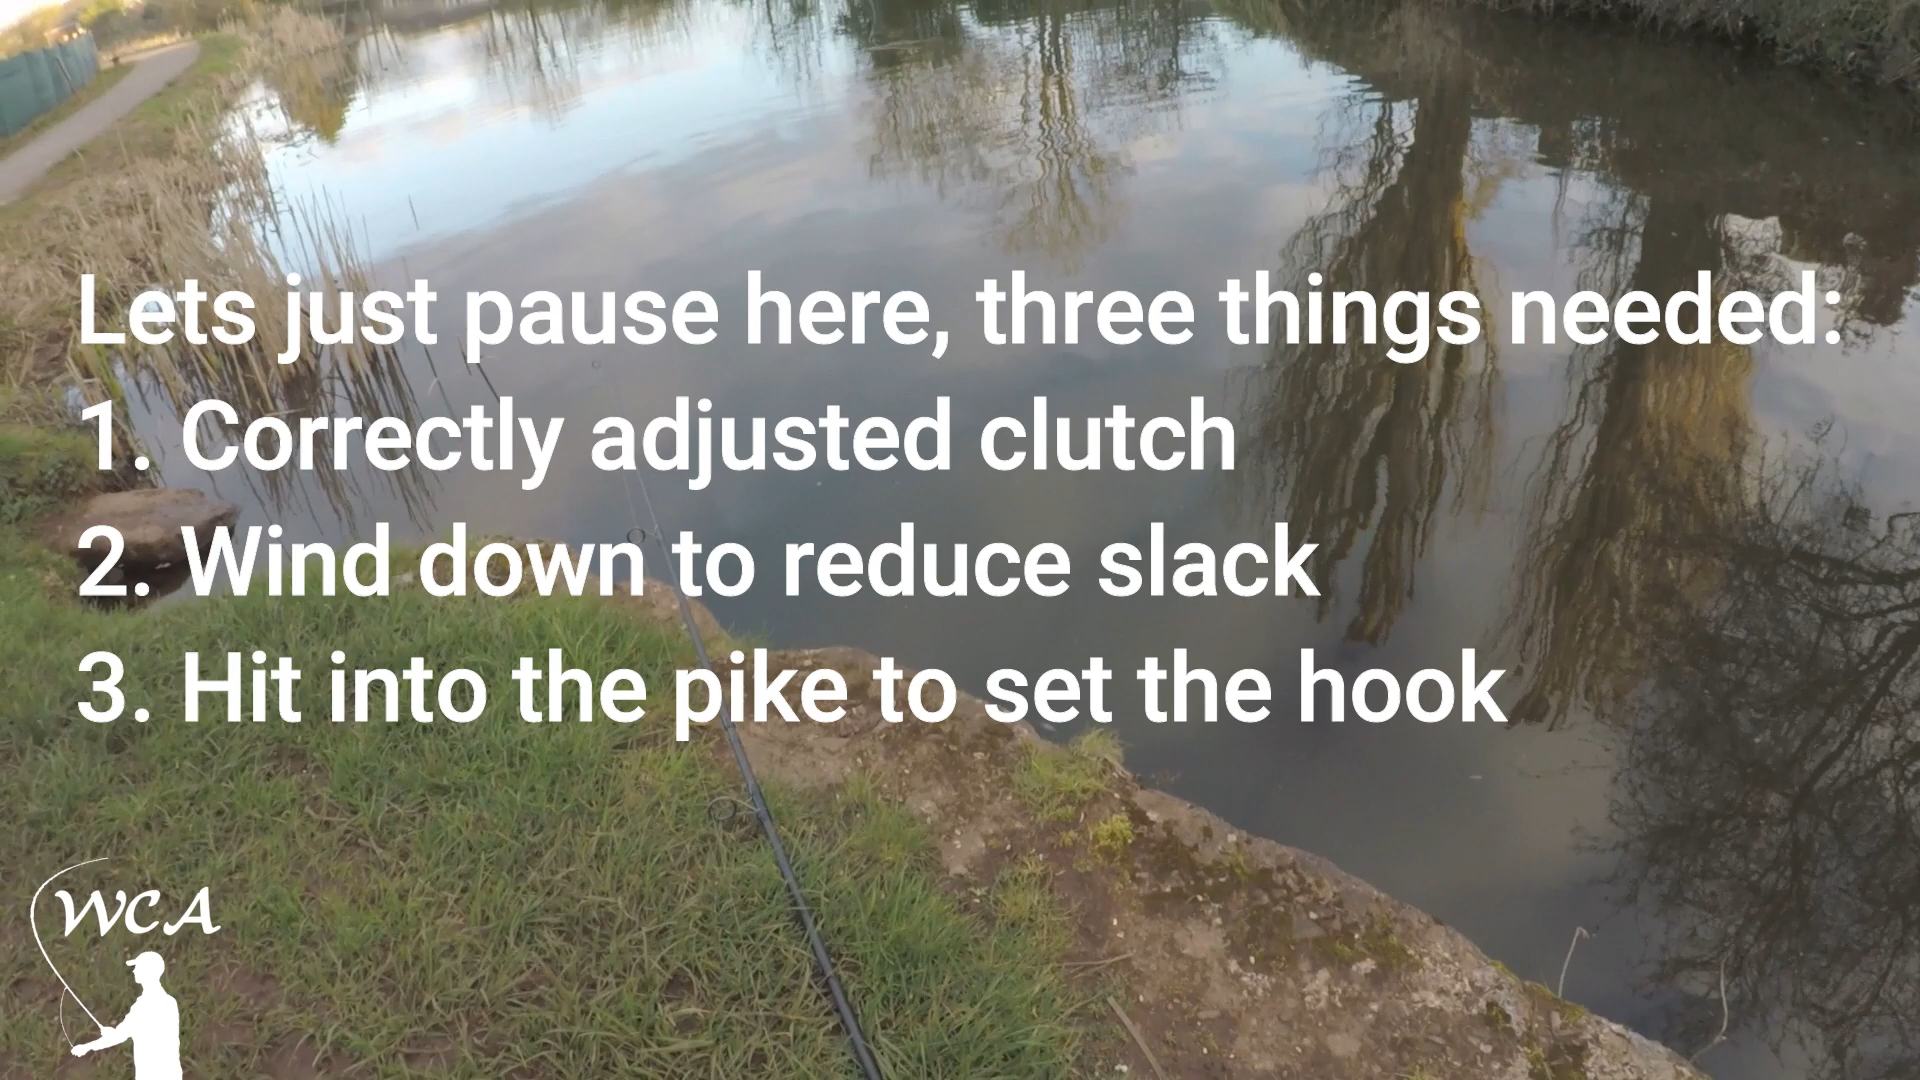 Lets just pause here, three things needed:
1. Correctly adjusted clutch
2. Wind down to reduce slack
3. Hit into the pike to set the hook
WCA